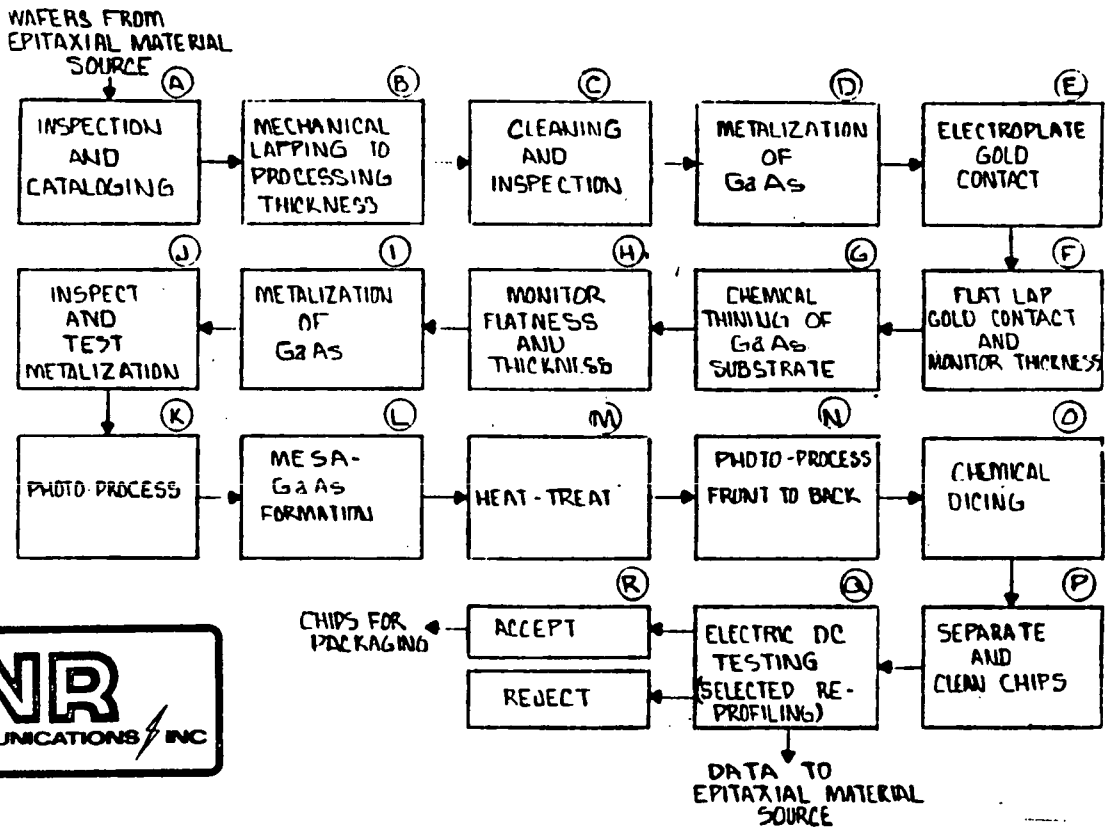 WAFERS FROM
EPITAXIAL MATERIAL
SOURCE
A
INSPECTION
AND
CATALOGING
B
MECHANICAL
LAPPING TO
PROCESSING
THICKNESS
C
CLEANING
AND
INSPECTION
D
METALIZATION
OF
GaAs
E
ELECTROPLATE
GOLD
CONTACT
F
FLAT LAP
GOLD CONTACT
AND
MONITOR THICKNESS
G
CHEMICAL
THINING OF
GaAs
SUBSTRATE
H
MONITOR
FLATNESS
AND
THICKNESS
I
METALIZATION
OF
GaAs
J
INSPECT
AND
TEST
METALIZATION
K
PHOTO-PROCESS
L
MESA-
GaAs
FORMATION
M
HEAT-TREAT
N
PHOTO-PROCESS
FRONT TO BACK
O
CHEMICAL
DICING
P
SEPARATE
AND
CLEAN CHIPS
Q
ELECTRIC DC
TESTING
(SELECTED RE-
PROFILING)
R
ACCEPT
REJECT
CHIPS FOR
PACKAGING
DATA TO
EPITAXIAL MATERIAL
SOURCE
NR
UNICATIONS INC